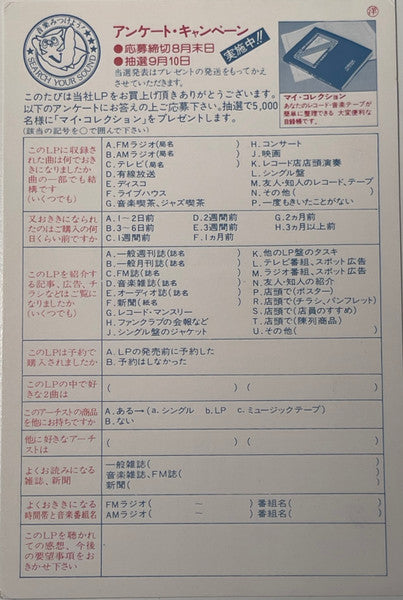 洋
音楽みつけよう
SEARCH YOUR SOUND
アンケート・キャンペーン
●応募締切8月末日
●抽選9月10日
実施中!!
当選発表はプレゼントの発送をもってかえ
させていただきます。
このたびは当社LPをお買上げ頂きありがとうございます。
以下のアンケートにお答えの上ご応募下さい。抽選で5,000
名様に「マイ・コレクション」をプレゼントします。
(該当の記号を○で囲んで下さい)
マイ・コレクション
あなたのレコード・音楽テープが
簡単に整理できる 大変便利な
目録帳です。
このLPに収録さ
れた曲は何でおき
きになりましたか
曲の一部でも結
構です
(いくつでも)
A.FMラジオ(局名 )
B.AMラジオ(局名 )
C.テレビ(局名 )
D.有線放送
E.ディスコ
F.ライブハウス
G.音楽喫茶、ジャズ喫茶
H.コンサート
J.映画
K.レコード店店頭演奏
L.シングル盤
M.友人・知人のレコード、テープ
N.その他( )
P.一度もきいたことがない
又おききになられ
たのはご購入の何
日くらい前ですか
A.1〜2日前
B.3〜6日前
C.1週間前
D.2週間前
E.3週間前
F.1ヵ月前
G.2ヵ月前
H.3ヵ月以上前
このLPを紹介す
る記事、広告、チ
ラシなどはご覧に
なりましたか
(いくつでも)
A.一般週刊誌(誌名 )
B.一般月刊誌(誌名 )
C.FM誌(誌名 )
D.音楽雑誌(誌名 )
E.オーディオ誌(誌名 )
F.新聞(紙名 )
G.レコード・マンスリー
H.ファンクラブの会報など
J.シングル盤のジャケット
K.他のLP盤のタスキ
L.テレビ番組、スポット広告
M.ラジオ番組、スポット広告
N.友人・知人の紹介
P.店頭で(ポスター)
R.店頭で(チラシ、パンフレット)
S.店頭で(店員のすすめ)
T.店頭で(陳列商品)
U.その他( )
このLPは予約で
購入されましたか
A.LPの発売前に予約した
B.予約はしなかった
このLPの中で好
きな2曲は
( )( )
このアーチストの商品
を他にお持ちですか
A.ある→(a.シングル b.LP c.ミュージックテープ)
B.ない
他に好きなアーチ
ストは
( )( )
よくお読みになる
雑誌、新聞
一般雑誌( )
音楽雑誌、FM誌( )
新聞( )
よくおききになる
時間帯と音楽番組名
FMラジオ( 〜 )番組名( )
AMラジオ( 〜 )番組名( )
このLPを聴かれ
ての感想、今後
の要望事項をお
おかき下さい